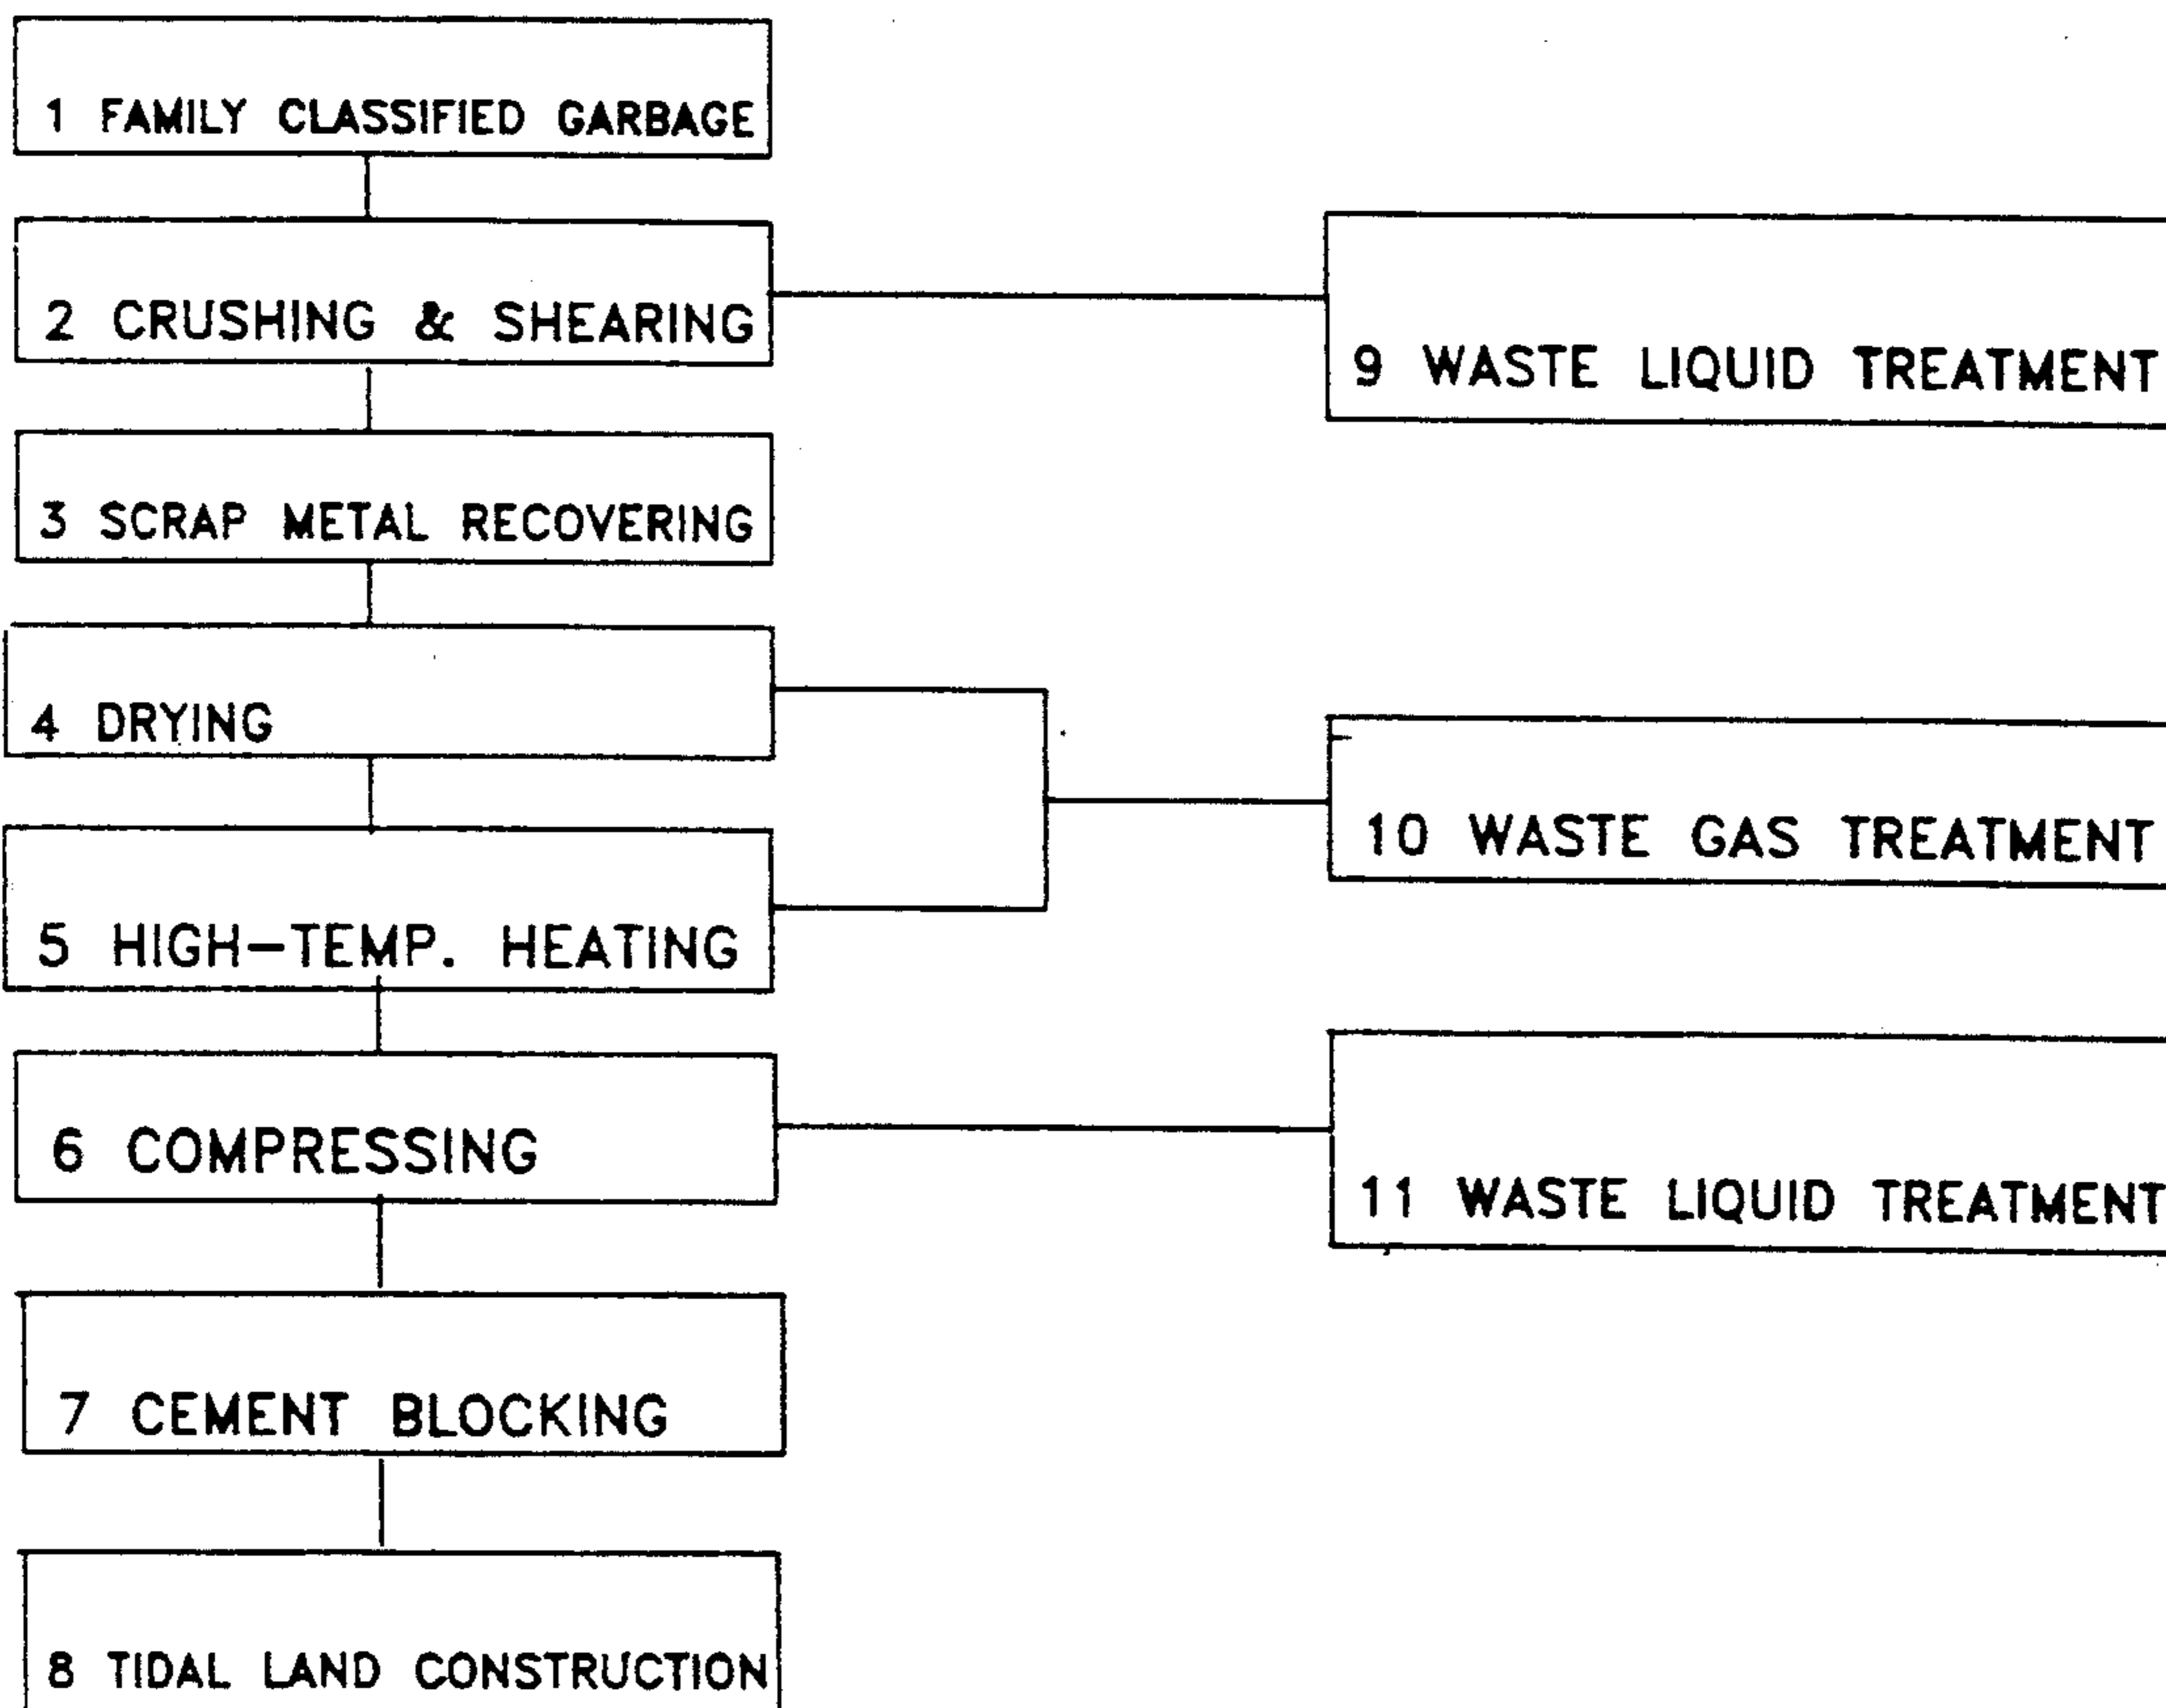 1 FAMILY CLASSIFIED GARBAGE
2 CRUSHING & SHEARING
9 WASTE LIQUID TREATMENT
3 SCRAP METAL RECOVERING
4 DRYING
10 WASTE GAS TREATMENT
5 HIGH-TEMP. HEATING
6 COMPRESSING
11 WASTE LIQUID TREATMENT
7 CEMENT BLOCKING
8 TIDAL LAND CONSTRUCTION